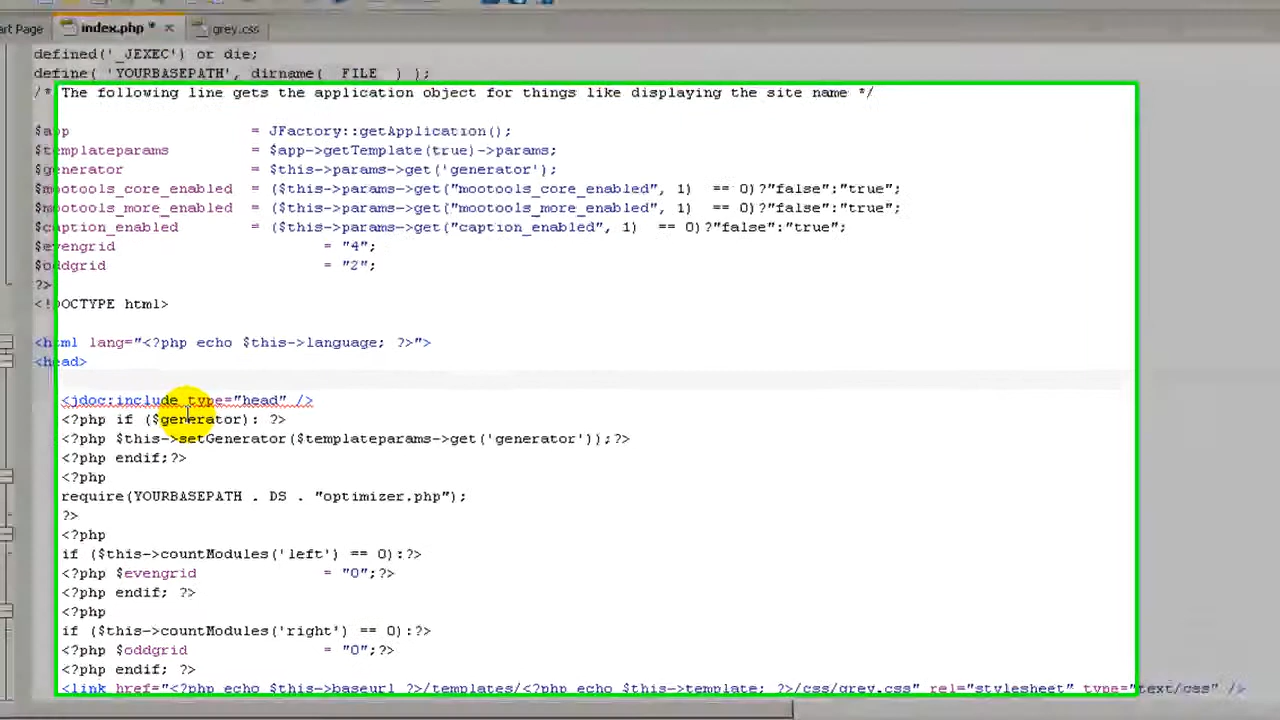 art Page
index.php *
grey.css
defined('_JEXEC') or die;
define( 'YOURBASEPATH', dirname( FILE ) );
/* The following line gets the application object for things like displaying the site name */
$app = JFactory::getApplication();
$templateparams = $app->getTemplate(true)->params;
$generator = $this->params->get('generator');
$mootools_core_enabled = ($this->params->get("mootools_core_enabled", 1) == 0)?"false":"true";
$mootools_more_enabled = ($this->params->get("mootools_more_enabled", 1) == 0)?"false":"true";
$caption_enabled = ($this->params->get("caption_enabled", 1) == 0)?"false":"true";
$evengrid = "4";
$oddgrid = "2";
?>
<!DOCTYPE html>
<html lang="<?php echo $this->language; ?>">
<head>
<jdoc:include type="head" />
<?php if ($generator): ?>
<?php $this->setGenerator($templateparams->get('generator'));?>
<?php endif;?>
<?php
require(YOURBASEPATH . DS . "optimizer.php");
?>
<?php
if ($this->countModules('left') == 0):?>
<?php $evengrid = "0";?>
<?php endif; ?>
<?php
if ($this->countModules('right') == 0):?>
<?php $oddgrid = "0";?>
<?php endif; ?>
<link href="<?php echo $this->baseurl ?>/templates/<?php echo $this->template; ?>/css/grey.css" rel="stylesheet" type="text/css" />